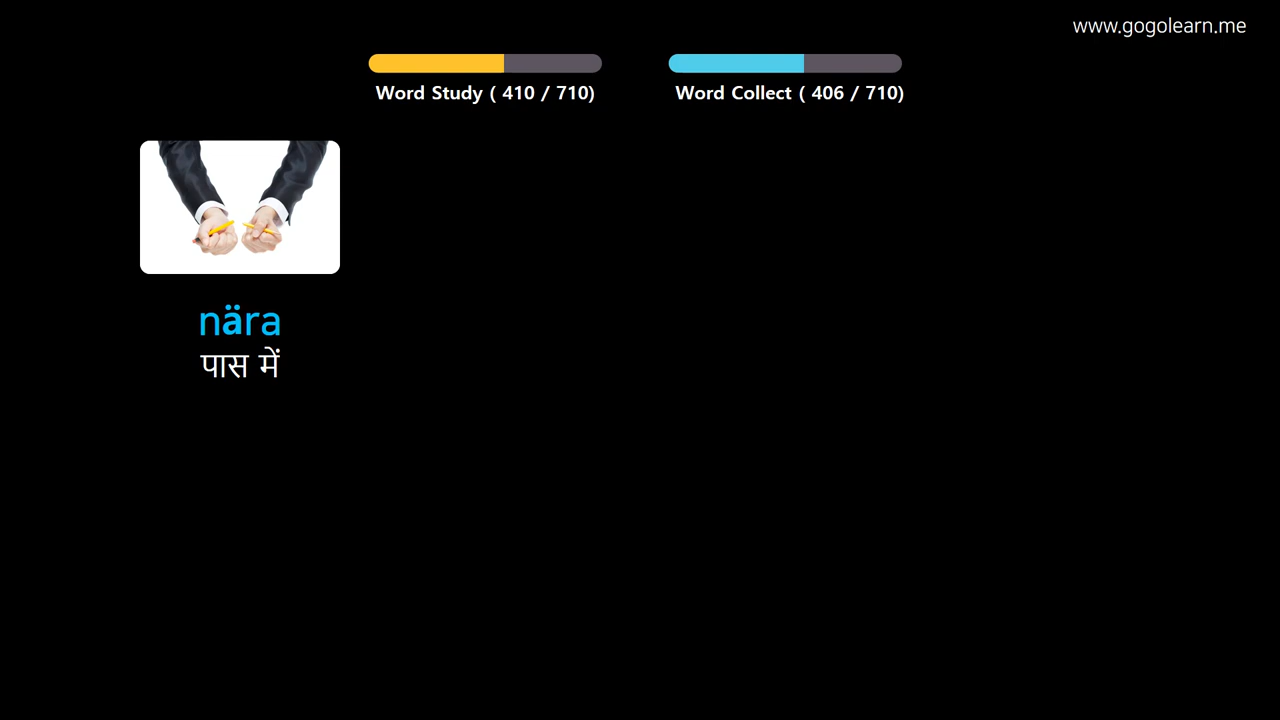 www.gogolearn.me
Word Study ( 410 / 710)
Word Collect ( 406 / 710)
nära
पास में